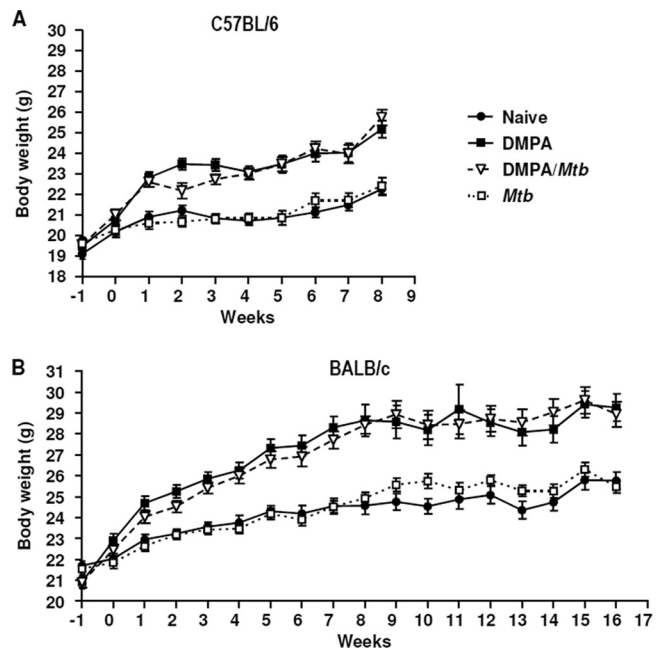 A
C57BL/6
Body weight (g)
30
29
28
27
26
25
24
23
22
21
20
19
18
-1 0 1 2 3 4 5 6 7 8 9
Weeks
Naive
DMPA
DMPA/Mtb
Mtb
B
BALB/c
Body weight (g)
31
30
29
28
27
26
25
24
23
22
21
20
-1 0 1 2 3 4 5 6 7 8 9 10 11 12 13 14 15 16 17
Weeks